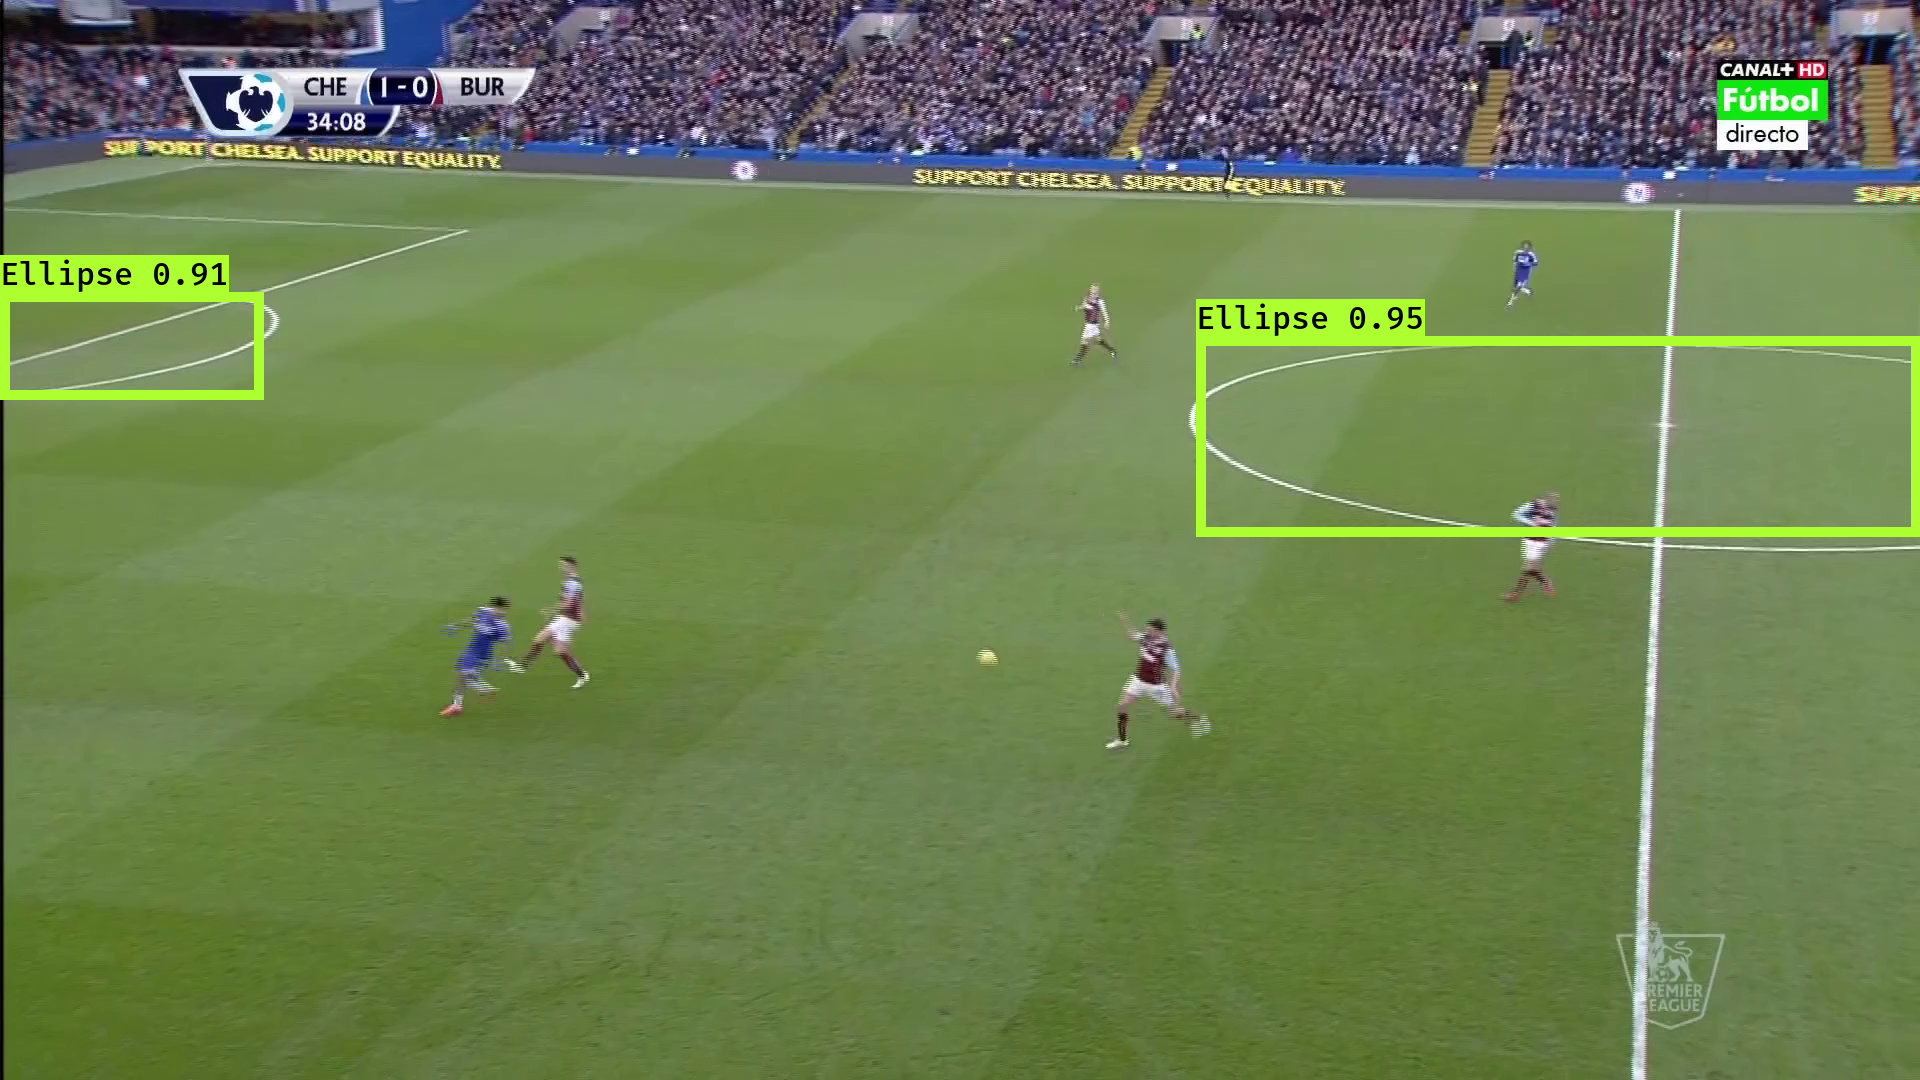 CANAL+ HD
Fútbol
directo
CHE 1-0 BUR
34:08
SUPPORT CHELSEA. SUPPORT EQUALITY.
SUPPORT CHELSEA. SUPPORT EQUALITY.
SUPP
Ellipse 0.91
Ellipse 0.95
PREMIER
LEAGUE